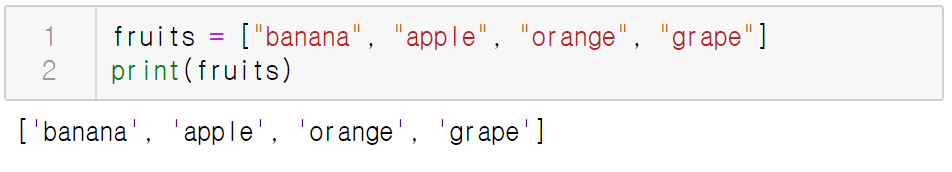 1 fruits = ["banana", "apple", "orange", "grape"]
2 print(fruits)
['banana', 'apple', 'orange', 'grape']